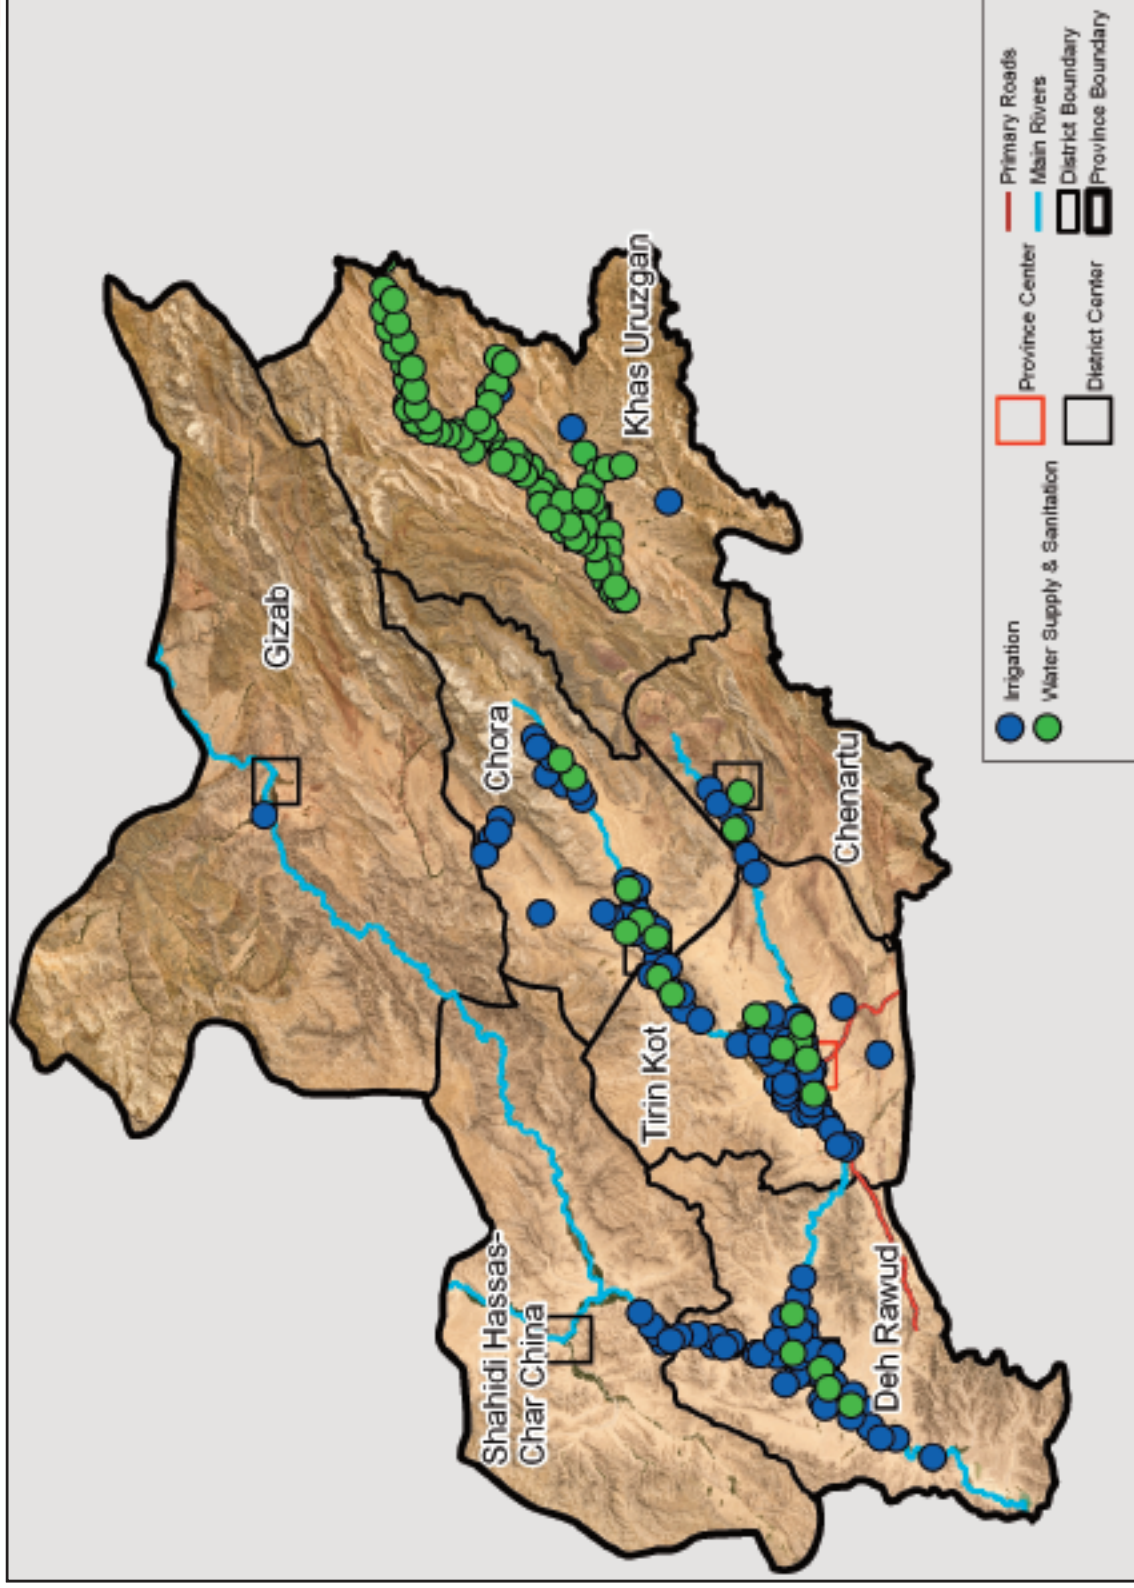 Gizab
Khas Uruzgan
Chora
Shahidi Hassas-
Char China
Tirin Kot
Chenartu
Deh Rawud
Irrigation
Water Supply & Sanitation
Province Center
District Center
Primary Roads
Main Rivers
District Boundary
Province Boundary